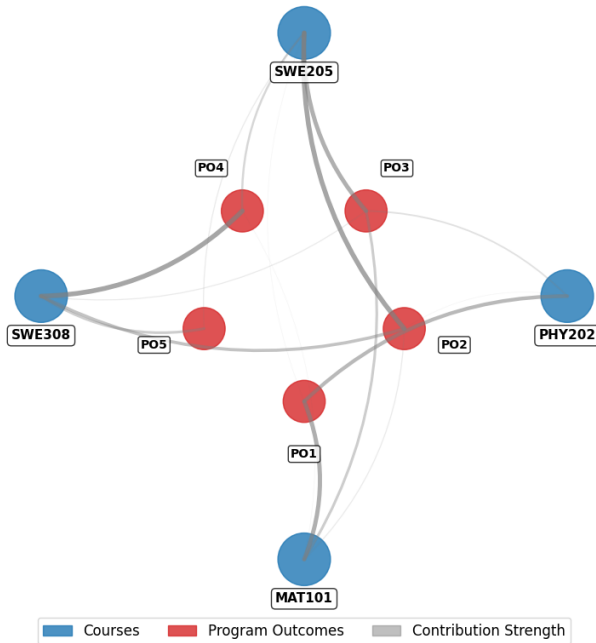 SWE205
PO4
PO3
SWE308
PHY202
PO5
PO2
PO1
MAT101
Courses
Program Outcomes
Contribution Strength